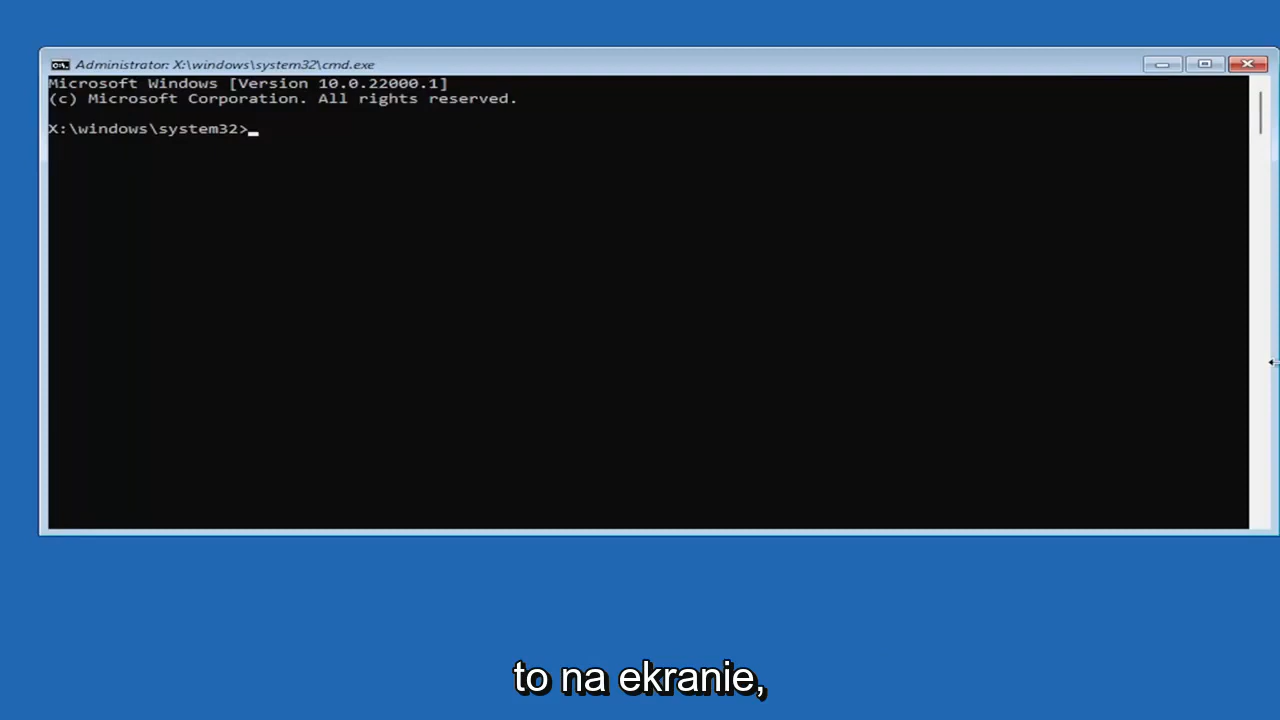 Administrator: X:\windows\system32\cmd.exe
Microsoft Windows [Version 10.0.22000.1]
(c) Microsoft Corporation. All rights reserved.
X:\windows\system32>
to na ekranie,